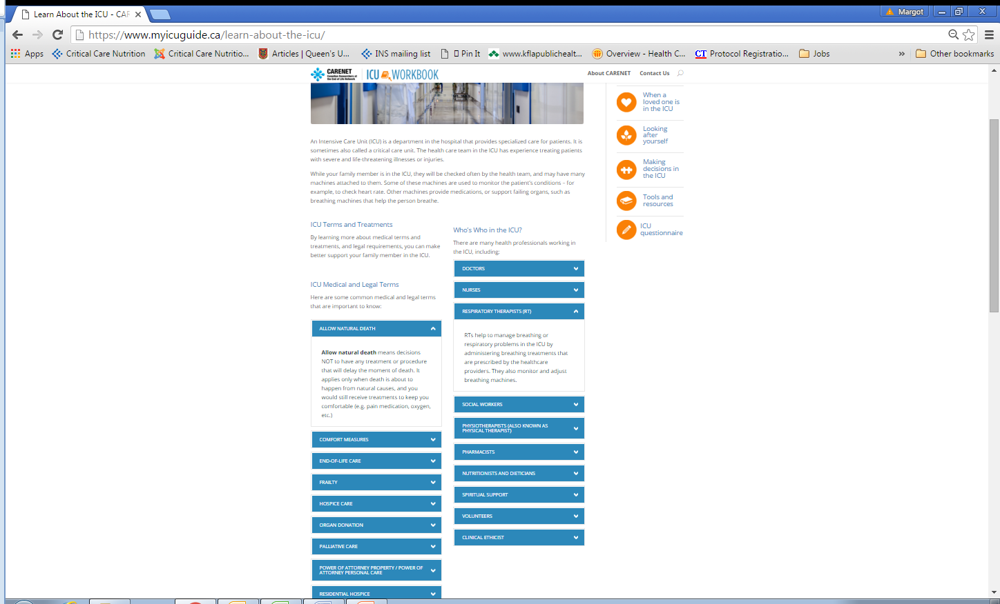 Learn About the ICU - CAF
Margot
https://www.myicuguide.ca/learn-about-the-icu/
Apps
Critical Care Nutrition
Critical Care Nutritio...
Articles | Queen's U...
INS mailing list
Pin It
www.kflapublichealt...
Overview - Health C...
CT Protocol Registratio...
Jobs
»
Other bookmarks
CARENET
Canadian Researchers at
the End of Life Network
ICU WORKBOOK
About CARENET
Contact Us
An Intensive Care Unit (ICU) is a department in the hospital that provides specialized care for patients. It is
sometimes also called a critical care unit. The health care team in the ICU has experience treating patients
with severe and life-threatening illnesses or injuries.
While your family member is in the ICU, they will be checked often by the health team, and may have many
machines attached to them. Some of these machines are used to monitor the patient's conditions – for
example, to check heart rate. Other machines provide medications, or support failing organs, such as
breathing machines that help the person breathe.
ICU Terms and Treatments
By learning more about medical terms and
treatments, and legal requirements, you can make
better support your family member in the ICU.
ICU Medical and Legal Terms
Here are some common medical and legal terms
that are important to know:
ALLOW NATURAL DEATH
Allow natural death means decisions
NOT to have any treatment or procedure
that will delay the moment of death. It
applies only when death is about to
happen from natural causes, and you
would still receive treatments to keep you
comfortable (e.g. pain medication, oxygen,
etc.)
COMFORT MEASURES
END-OF-LIFE CARE
FRAILTY
HOSPICE CARE
ORGAN DONATION
PALLIATIVE CARE
POWER OF ATTORNEY PROPERTY / POWER OF
ATTORNEY PERSONAL CARE
RESIDENTIAL HOSPICE
Who's Who in the ICU?
There are many health professionals working in
the ICU, including:
DOCTORS
NURSES
RESPIRATORY THERAPISTS (RT)
RTs help to manage breathing or
respiratory problems in the ICU by
administering breathing treatments that
are prescribed by the healthcare
providers. They also monitor and adjust
breathing machines.
SOCIAL WORKERS
PHYSIOTHERAPISTS (ALSO KNOWN AS
PHYSICAL THERAPIST)
PHARMACISTS
NUTRITIONISTS AND DIETICIANS
SPIRITUAL SUPPORT
VOLUNTEERS
CLINICAL ETHICIST
When a
loved one is
in the ICU
Looking
after
yourself
Making
decisions in
the ICU
Tools and
resources
ICU
questionnaire